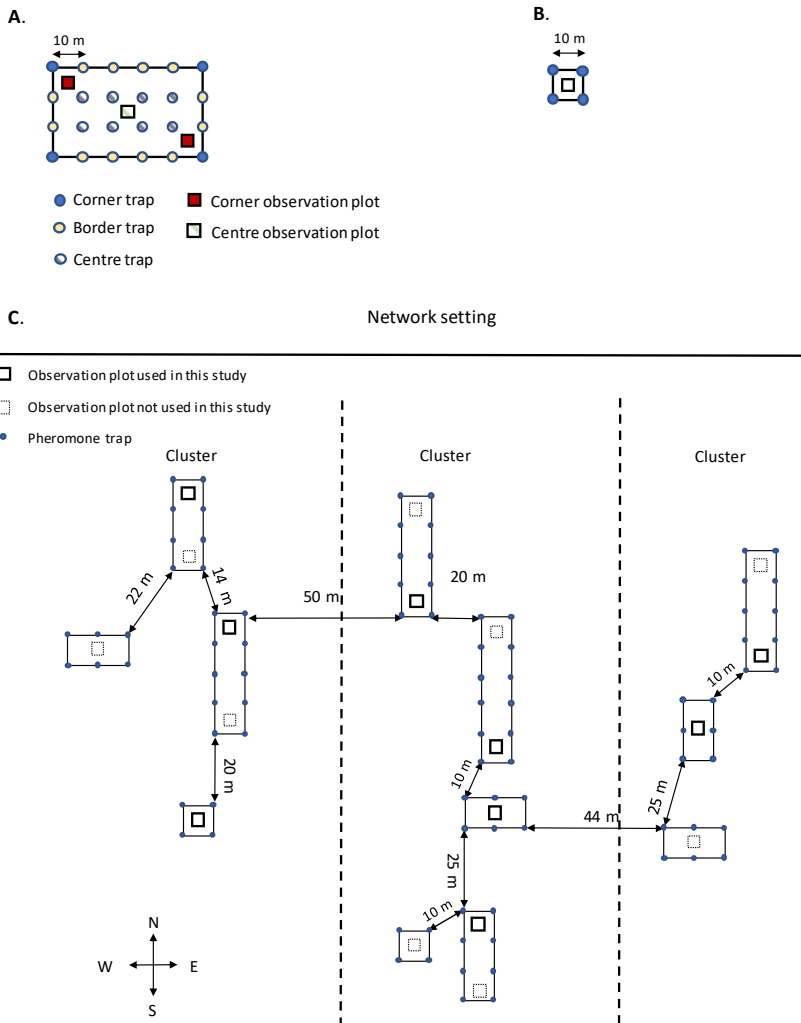 A.
B.
10 m
10 m
Corner trap
Corner observation plot
Border trap
Centre observation plot
Centre trap
C.
Network setting
Observation plot used in this study
Observation plot not used in this study
Pheromone trap
Cluster
Cluster
Cluster
22 m
14 m
50 m
20 m
10 m
20 m
10 m
44 m
25 m
25 m
10 m
N
W
E
S